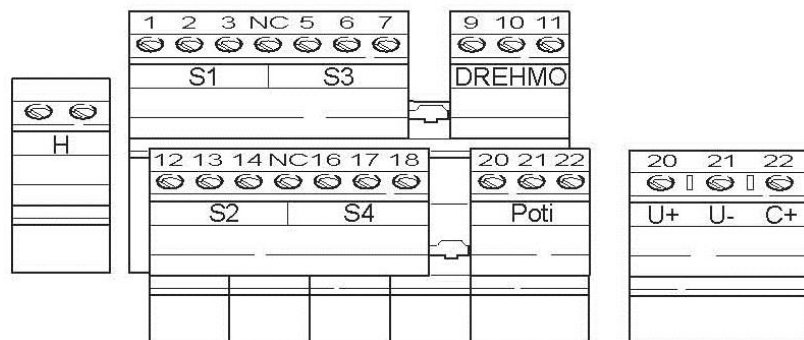 1 2 3 NC 5 6 7 9 10 11
S1 S3 DREHMO
H
12 13 14 NC 16 17 18 20 21 22 20 21 22
S2 S4 Poti U+ U- C+